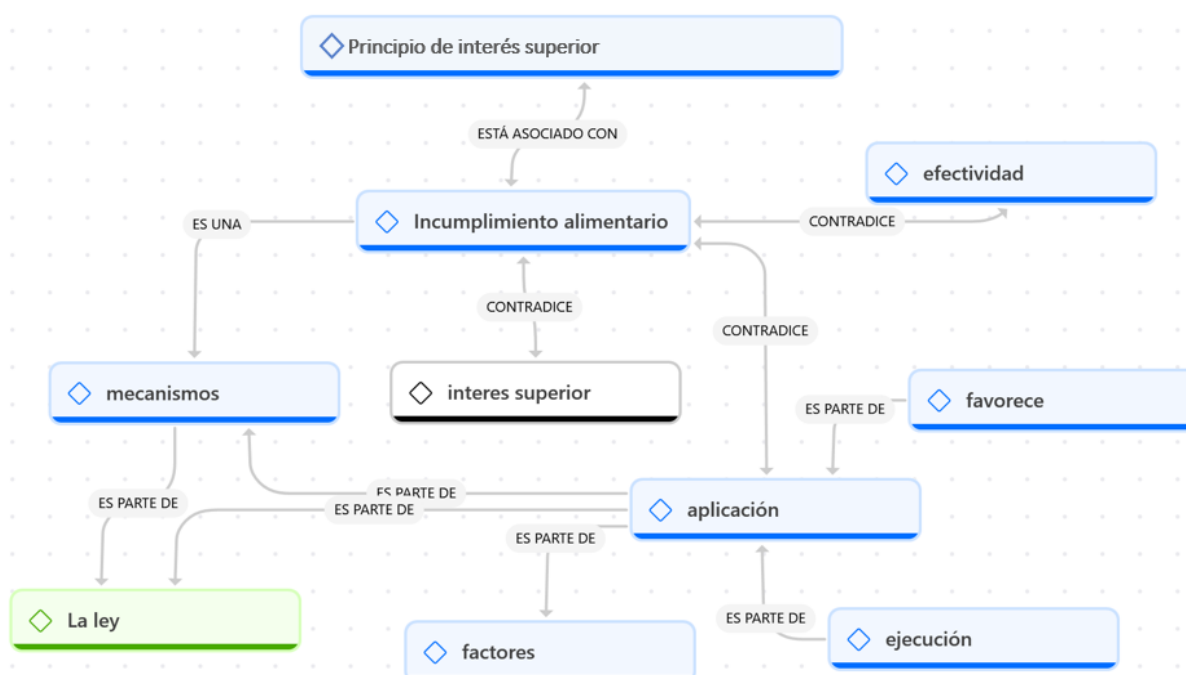 Principio de interés superior
ESTÁ ASOCIADO CON
efectividad
Incumplimiento alimentario
ES UNA
CONTRADICE
CONTRADICE
CONTRADICE
mecanismos
interes superior
favorece
ES PARTE DE
ES PARTE DE
ES PARTE DE
ES PARTE DE
aplicación
ES PARTE DE
La ley
ES PARTE DE
ejecución
factores